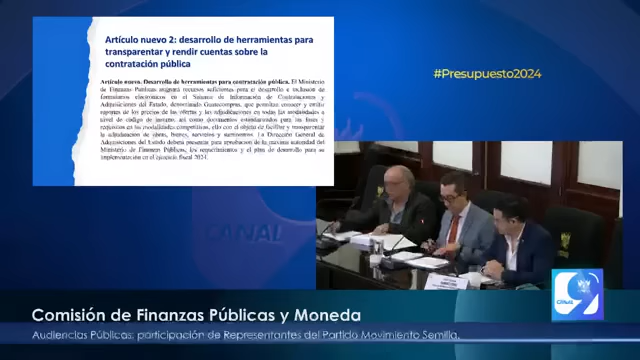 Artículo nuevo 2: desarrollo de herramientas para
transparentar y rendir cuentas sobre la
contratación pública
Artículo nuevo. Desarrollo de herramientas para contratación pública. El Ministerio
de Finanzas Públicas asignará recursos suficientes para el desarrollo e inclusión de
formularios electrónicos en el Sistema de Información de Contrataciones y
Adquisiciones del Estado, denominado Guatecompras, que permitan conocer y emitir
reportes de los precios de las ofertas y las adjudicaciones en todas las modalidades a
nivel de código de insumo, así como documentos estandarizados para las bases y
requisitos en las modalidades competitivas, ello con el objeto de facilitar y transparentar
la adjudicación de obras, bienes, servicios y suministros. La Dirección General de
Adquisiciones del Estado deberá presentar para aprobación de la máxima autoridad del
Ministerio de Finanzas Públicas, los requerimientos y el plan de desarrollo para su
implementación en el ejercicio fiscal 2024.
#Presupuesto2024
CANAL
CANAL 9
Comisión de Finanzas Públicas y Moneda
Audiencias Públicas: participación de Representantes del Partido Movimiento Semilla.